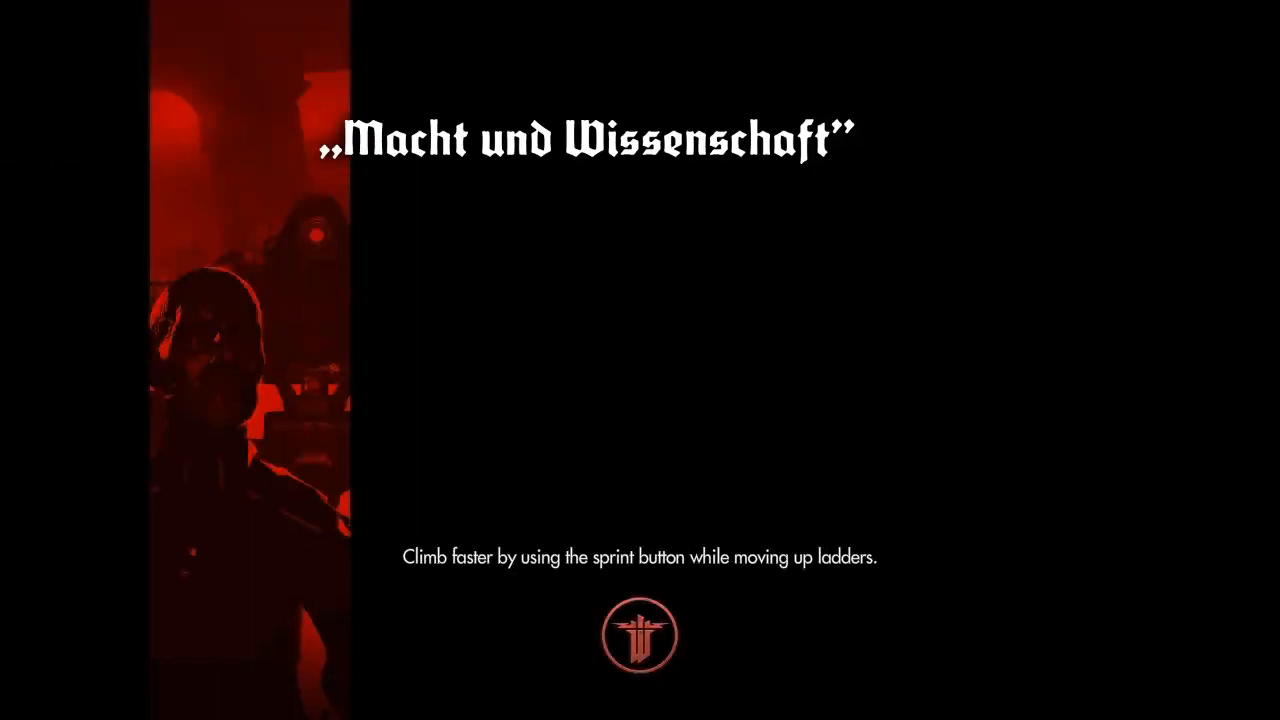 „Macht und Wissenschaft”
Climb faster by using the sprint button while moving up ladders.